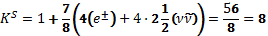 K^S = 1 + 7/8 (4(e^±) + 4 · 2 1/2 (νν̄)) = 56/8 = 8